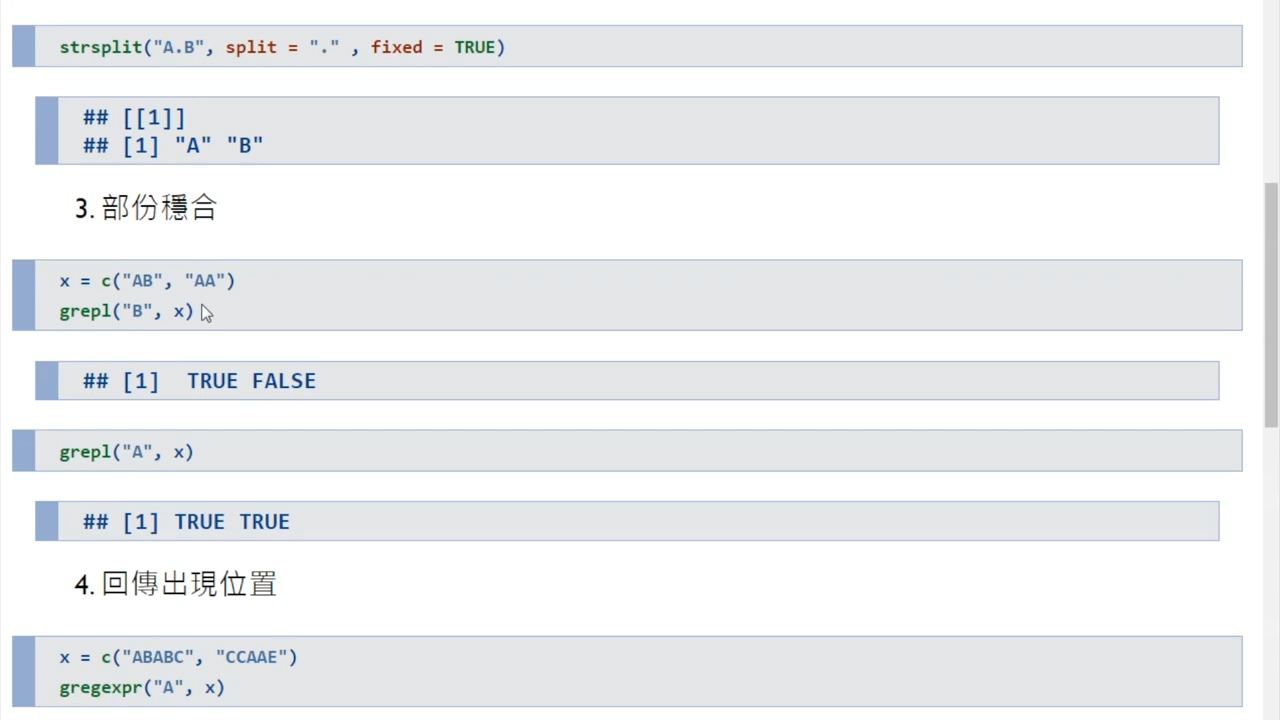 strsplit("A.B", split = "." , fixed = TRUE)
## [[1]]
## [1] "A" "B"
3. 部份穩合
x = c("AB", "AA")
grepl("B", x)
## [1]  TRUE FALSE
grepl("A", x)
## [1] TRUE TRUE
4. 回傳出現位置
x = c("ABABC", "CCAAE")
gregexpr("A", x)